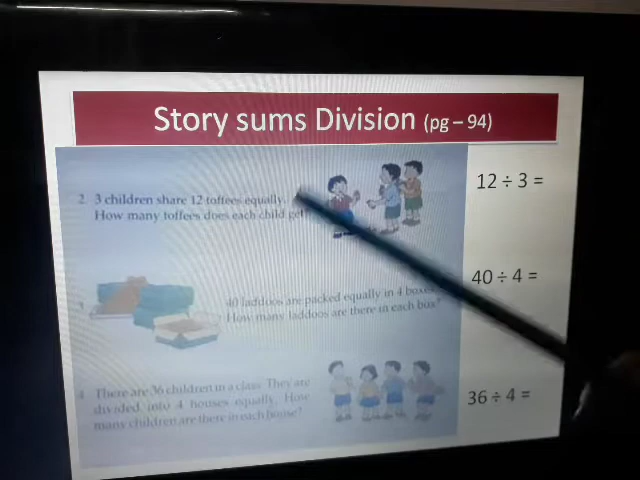 Story sums Division (pg – 94)
2. 3 children share 12 toffees equally.
How many toffees does each child get
12 ÷ 3 =
40 laddoos are packed equally in 4 boxes.
How many laddoos are there in each box?
40 ÷ 4 =
4 There are 36 children in a class. They are
divided into 4 houses equally. How
many children are there in each house?
36 ÷ 4 =